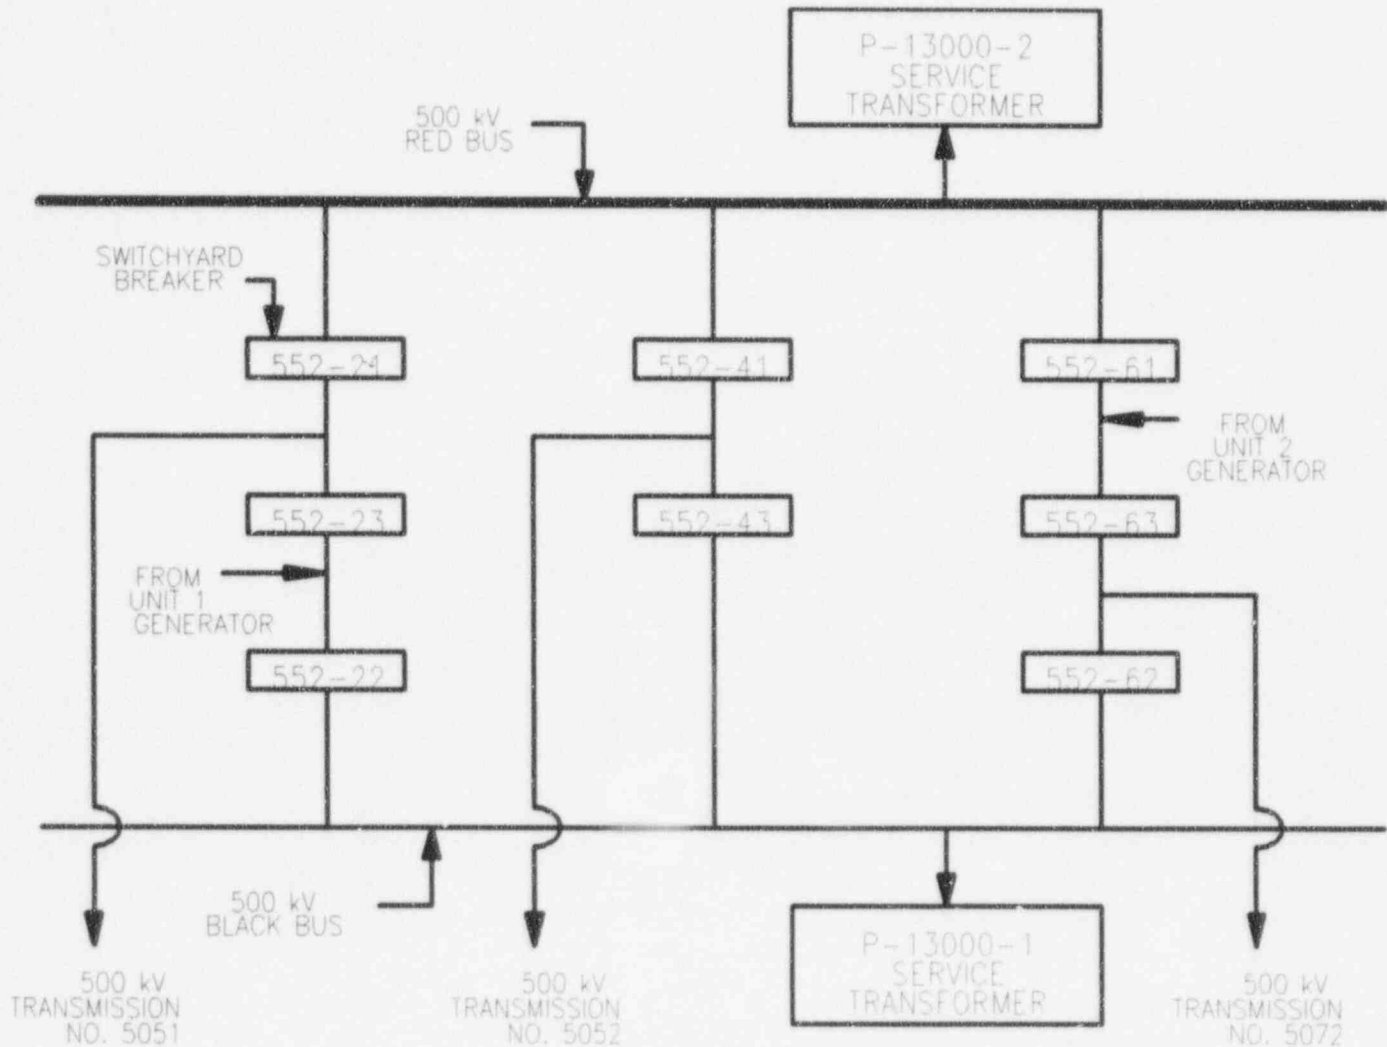 P-13000-2
SERVICE
TRANSFORMER
500 kV
RED BUS
SWITCHYARD
BREAKER
552-21
552-41
552-61
FROM
UNIT 2
GENERATOR
552-23
552-43
552-63
FROM
UNIT 1
GENERATOR
552-22
552-62
500 kV
BLACK BUS
P-13000-1
SERVICE
TRANSFORMER
500 kV
TRANSMISSION
NO. 5051
500 kV
TRANSMISSION
NO. 5052
500 kV
TRANSMISSION
NO. 5072